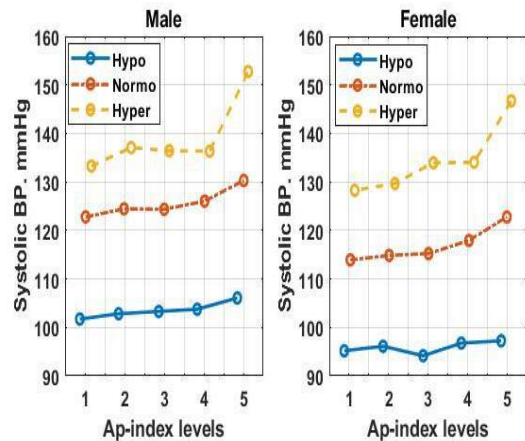 Male
160
150
140
130
120
110
100
90
Systolic BP. mmHg
Hypo
Normo
Hyper
1 2 3 4 5
Ap-index levels
Female
160
150
140
130
120
110
100
90
Systolic BP. mmHg
Hypo
Normo
Hyper
1 2 3 4 5
Ap-index levels